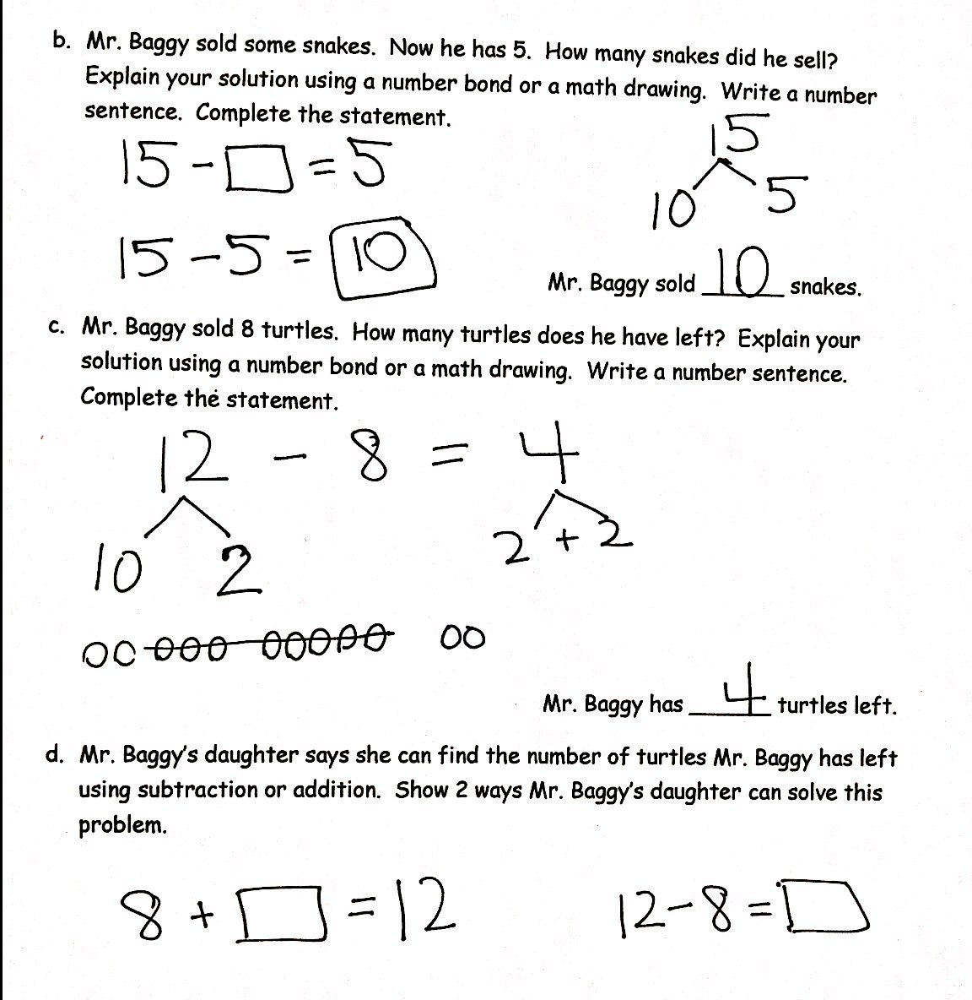 b. Mr. Baggy sold some snakes. Now he has 5. How many snakes did he sell?
Explain your solution using a number bond or a math drawing. Write a number
sentence. Complete the statement.
15 - □ = 5
15
10 5
15 - 5 = 10
Mr. Baggy sold 10 snakes.
c. Mr. Baggy sold 8 turtles. How many turtles does he have left? Explain your
solution using a number bond or a math drawing. Write a number sentence.
Complete the statement.
12 - 8 = 4
10 2
2 + 2
Mr. Baggy has 4 turtles left.
d. Mr. Baggy's daughter says she can find the number of turtles Mr. Baggy has left
using subtraction or addition. Show 2 ways Mr. Baggy's daughter can solve this
problem.
8 + □ = 12
12 - 8 = □